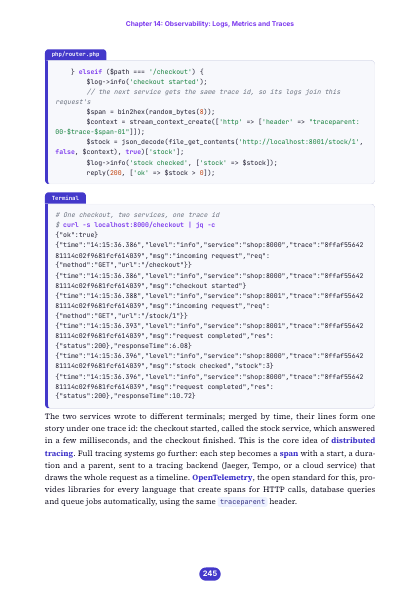 Chapter 14: Observability: Logs, Metrics and Traces
php/router.php
} elseif ($path === '/checkout') {
$log->info('checkout started');
// the next service gets the same trace id, so its logs join this
request's
$span = bin2hex(random_bytes(8));
$context = stream_context_create(['http' => ['header' => "traceparent:
00-$trace-$span-01"]]);
$stock = json_decode(file_get_contents('http://localhost:8001/stock/1',
false, $context), true)['stock'];
$log->info('stock checked', ['stock' => $stock]);
reply(200, ['ok' => $stock > 0]);
Terminal
# One checkout, two services, one trace id
$ curl -s localhost:8000/checkout | jq -c
{"ok":true}
{"time":"14:15:36.386","level":"info","service":"shop:8000","trace":"8ffaf55642
81114c02f9681fcf614039","msg":"incoming request","req":
{"method":"GET","url":"/checkout"}}
{"time":"14:15:36.386","level":"info","service":"shop:8000","trace":"8ffaf55642
81114c02f9681fcf614039","msg":"checkout started"}
{"time":"14:15:36.388","level":"info","service":"shop:8001","trace":"8ffaf55642
81114c02f9681fcf614039","msg":"incoming request","req":
{"method":"GET","url":"/stock/1"}}
{"time":"14:15:36.393","level":"info","service":"shop:8001","trace":"8ffaf55642
81114c02f9681fcf614039","msg":"request completed","res":
{"status":200},"responseTime":6.08}
{"time":"14:15:36.396","level":"info","service":"shop:8000","trace":"8ffaf55642
81114c02f9681fcf614039","msg":"stock checked","stock":3}
{"time":"14:15:36.396","level":"info","service":"shop:8000","trace":"8ffaf55642
81114c02f9681fcf614039","msg":"request completed","res":
{"status":200},"responseTime":10.72}
The two services wrote to different terminals; merged by time, their lines form one
story under one trace id: the checkout started, called the stock service, which answered
in a few milliseconds, and the checkout finished. This is the core idea of distributed
tracing. Full tracing systems go further: each step becomes a span with a start, a dura-
tion and a parent, sent to a tracing backend (Jaeger, Tempo, or a cloud service) that
draws the whole request as a timeline. OpenTelemetry, the open standard for this, pro-
vides libraries for every language that create spans for HTTP calls, database queries
and queue jobs automatically, using the same traceparent header.
245